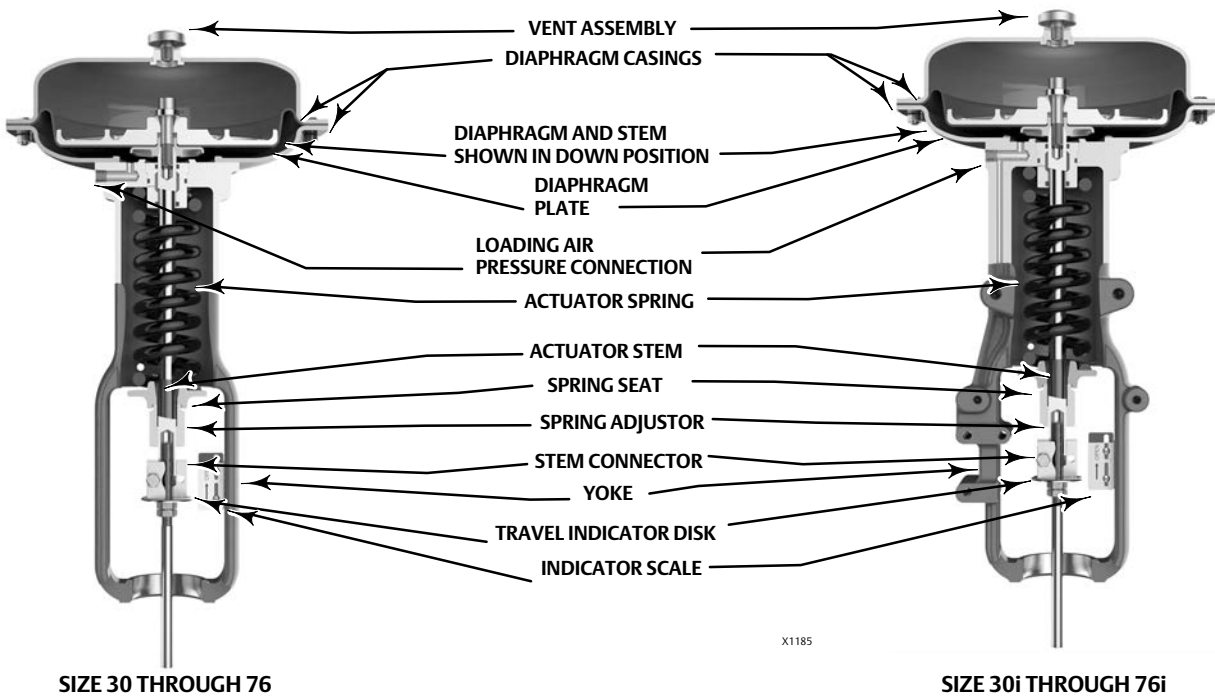 VENT ASSEMBLY
DIAPHRAGM CASINGS
DIAPHRAGM AND STEM
SHOWN IN DOWN POSITION
DIAPHRAGM
PLATE
LOADING AIR
PRESSURE CONNECTION
ACTUATOR SPRING
ACTUATOR STEM
SPRING SEAT
SPRING ADJUSTOR
STEM CONNECTOR
YOKE
TRAVEL INDICATOR DISK
INDICATOR SCALE
X1185
SIZE 30 THROUGH 76
SIZE 30i THROUGH 76i